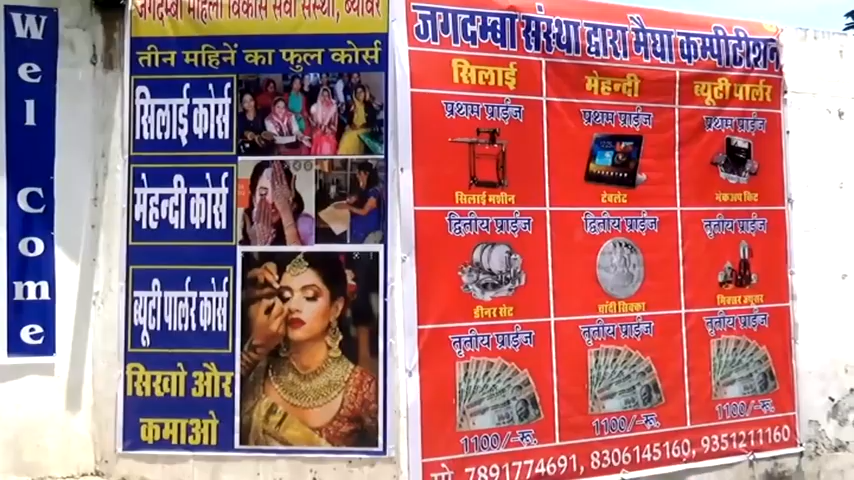 Wel Come
जगदम्बा महिला विकास सेवा संस्था, ब्यावर
तीन महिनें का फुल कोर्स
सिलाई कोर्स
मेहन्दी कोर्स
ब्यूटी पार्लर कोर्स
सिखो और
कमाओ
जगदम्बा संस्था द्वारा मैघा कम्पीटीशन
सिलाई
मेहन्दी
ब्यूटी पार्लर
प्रथम प्राईज
प्रथम प्राईज
प्रथम प्राईज
सिलाई मशीन
टेबलेट
मेकअप किट
द्वितीय प्राईज
द्वितीय प्राईज
तृतीय प्राईज
डीनर सेट
चांदी सिक्का
मिक्सर ज्यूसर
तृतीय प्राईज
तृतीय प्राईज
तृतीय प्राईज
1100/-रू.
1100/-रू.
1100/-रू.
मो. 7891774691, 8306145160, 9351211160